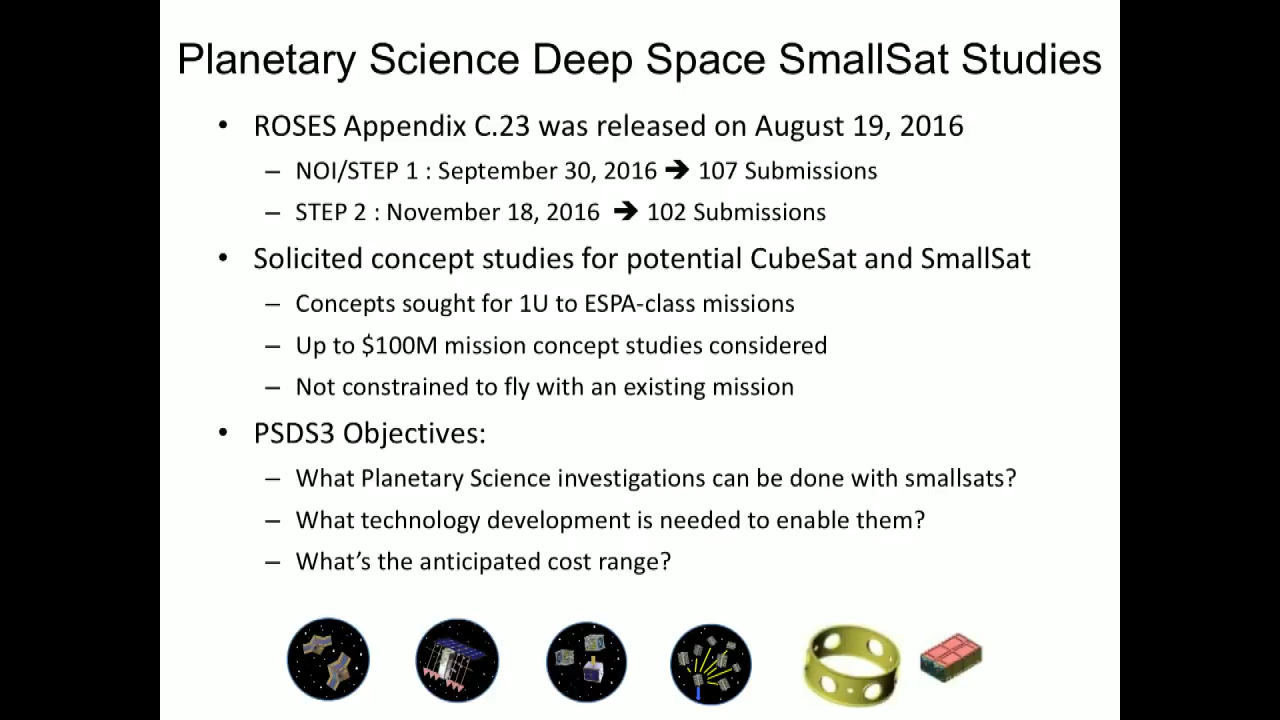 Planetary Science Deep Space SmallSat Studies
• ROSES Appendix C.23 was released on August 19, 2016
– NOI/STEP 1 : September 30, 2016 🡪 107 Submissions
– STEP 2 : November 18, 2016 🡪 102 Submissions
• Solicited concept studies for potential CubeSat and SmallSat
– Concepts sought for 1U to ESPA-class missions
– Up to $100M mission concept studies considered
– Not constrained to fly with an existing mission
• PSDS3 Objectives:
– What Planetary Science investigations can be done with smallsats?
– What technology development is needed to enable them?
– What’s the anticipated cost range?